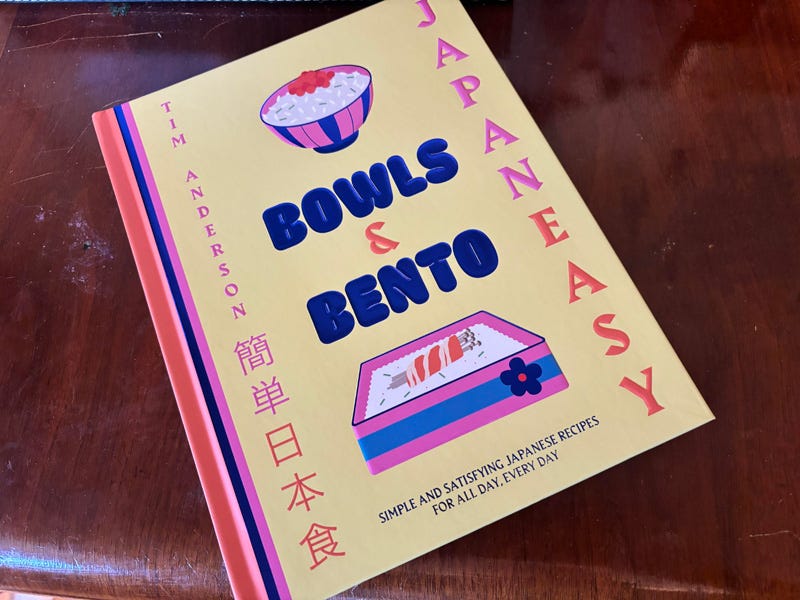 JAPANEASY
TIM ANDERSON
簡単日本食
BOWLS
&
BENTO
SIMPLE AND SATISFYING JAPANESE RECIPES
FOR ALL DAY, EVERY DAY